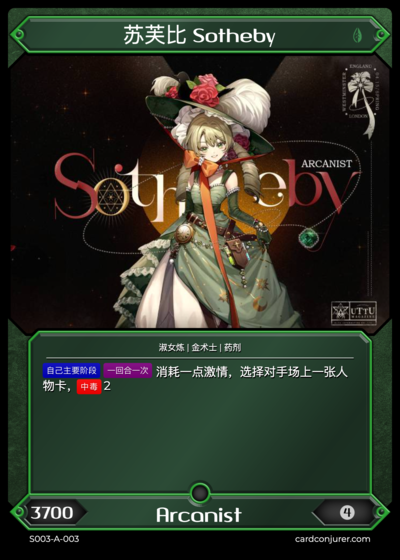 苏芙比 Sotheby
ENGLAND
LONDON
Sotheby
ARCANIST
UTTU
淑女炼 | 金术士 | 药剂
自己主要阶段 一回合一次 消耗一点激情，选择对手场上一张人
物卡，中毒 2
3700
Arcanist
4
S003-A-003
cardconjurer.com